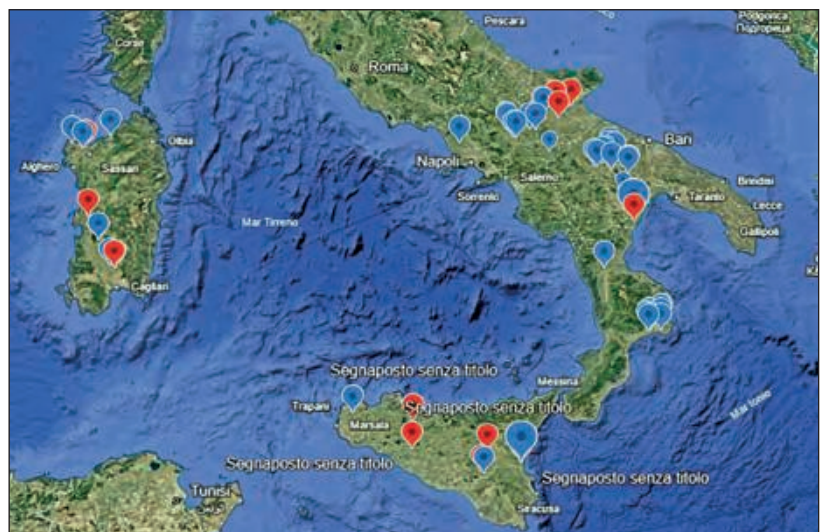 Pescara
Podgorica
Подгорица
Corse
Roma
Olbia
Alghero
Sassari
Bari
Napoli
Salerno
Sorrento
Brindisi
Taranto
Lecce
Gallipoli
Mar Tirreno
Cagliari
Segnaposto senza titolo
Messina
Trapani
Segnaposto senza titolo
Marsala
Mar Ionio
Segnaposto senza titolo
Segnaposto senza titolo
Tunisi
تونس
Siracusa